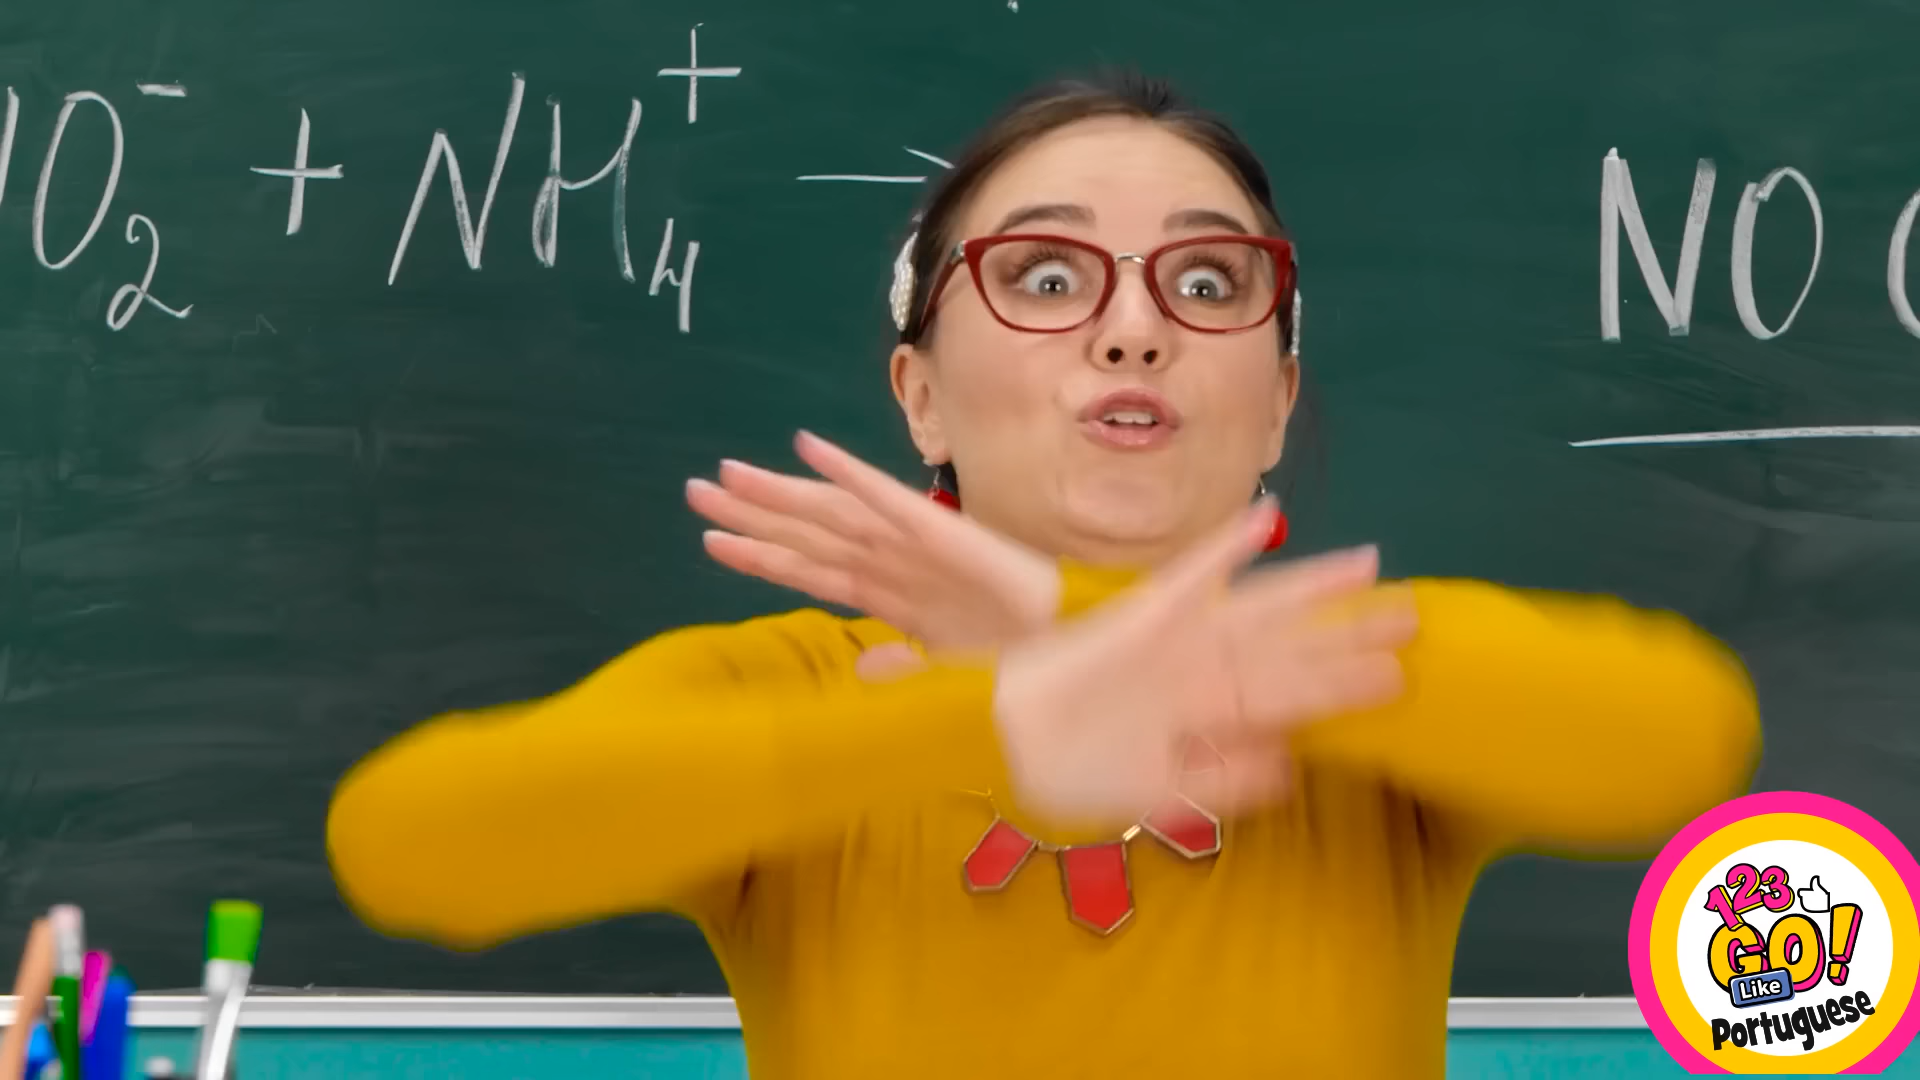 O₂⁻ + NH₄⁺ →
NO
123
GO!
Like
Portuguese